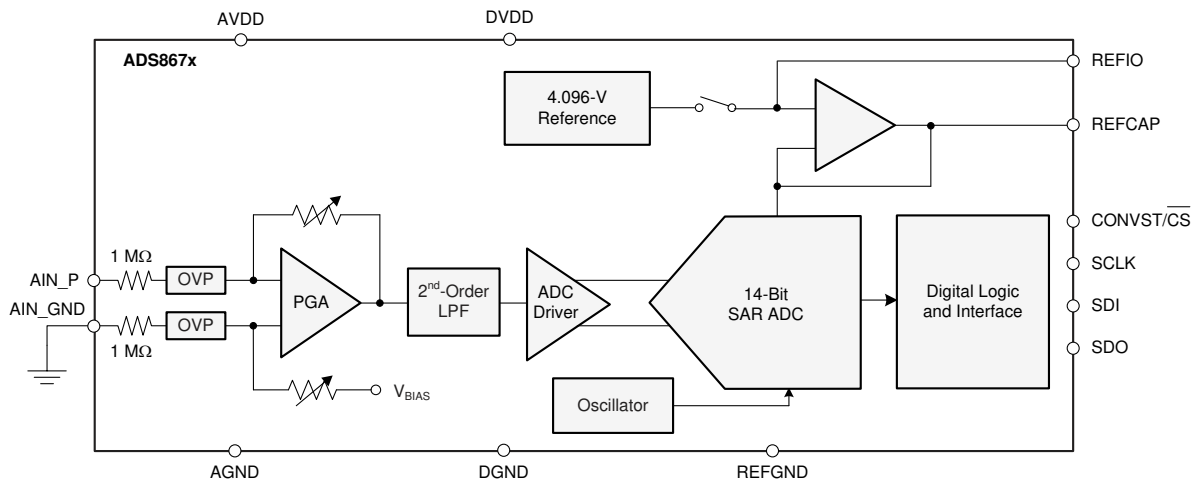 AVDD
DVDD
ADS867x
REFIO
4.096-V
Reference
REFCAP
CONVST/C̅S̅
1 MΩ
AIN_P
OVP
SCLK
PGA
2nd-Order
LPF
ADC
Driver
14-Bit
SAR ADC
Digital Logic
and Interface
AIN_GND
OVP
SDI
1 MΩ
SDO
VBIAS
Oscillator
AGND
DGND
REFGND